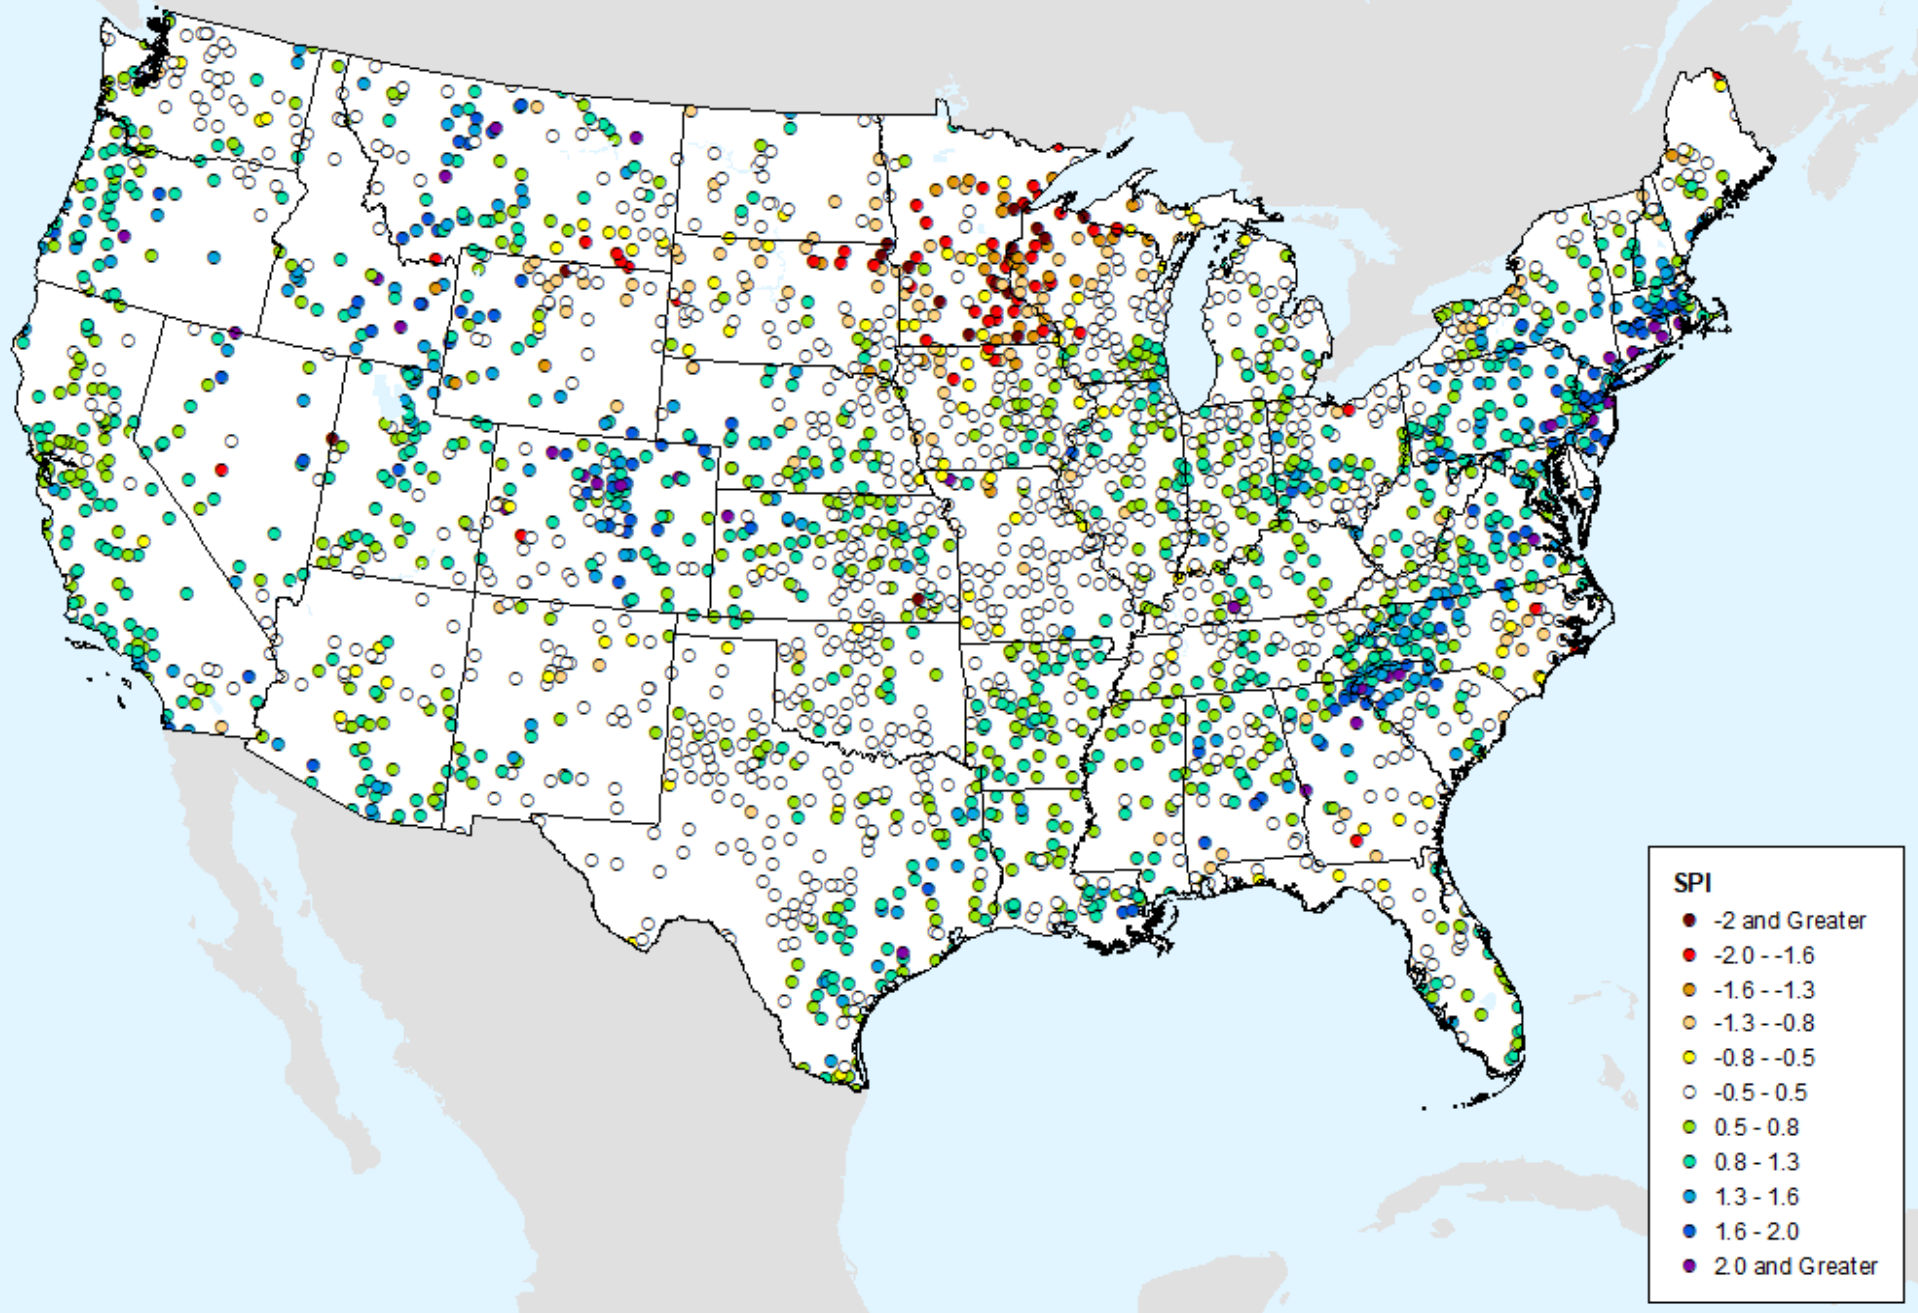 SPI
-2 and Greater
-2.0 - -1.6
-1.6 - -1.3
-1.3 - -0.8
-0.8 - -0.5
-0.5 - 0.5
0.5 - 0.8
0.8 - 1.3
1.3 - 1.6
1.6 - 2.0
2.0 and Greater